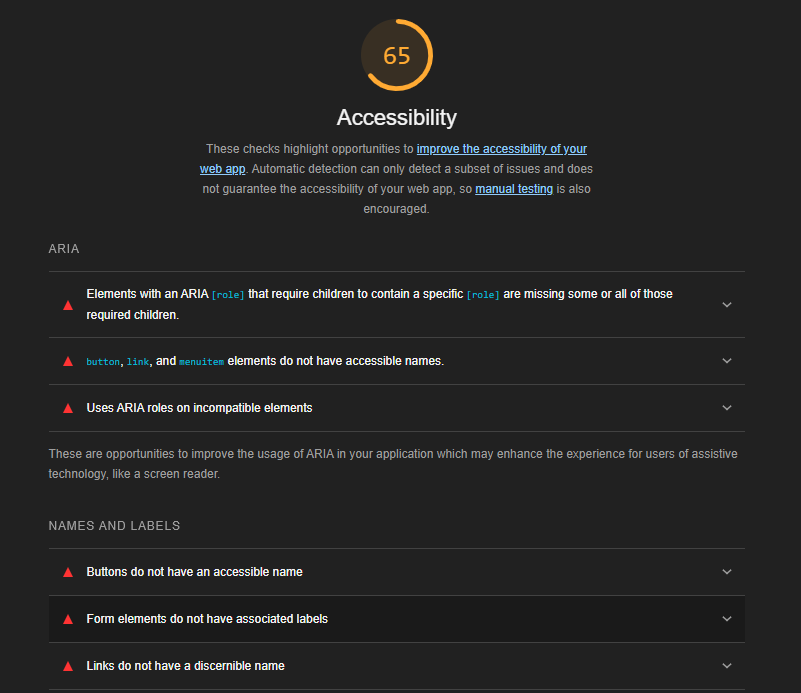 65
Accessibility
These checks highlight opportunities to improve the accessibility of your
web app. Automatic detection can only detect a subset of issues and does
not guarantee the accessibility of your web app, so manual testing is also
encouraged.
ARIA
Elements with an ARIA [role] that require children to contain a specific [role] are missing some or all of those
required children.
button, link, and menuitem elements do not have accessible names.
Uses ARIA roles on incompatible elements
These are opportunities to improve the usage of ARIA in your application which may enhance the experience for users of assistive
technology, like a screen reader.
NAMES AND LABELS
Buttons do not have an accessible name
Form elements do not have associated labels
Links do not have a discernible name